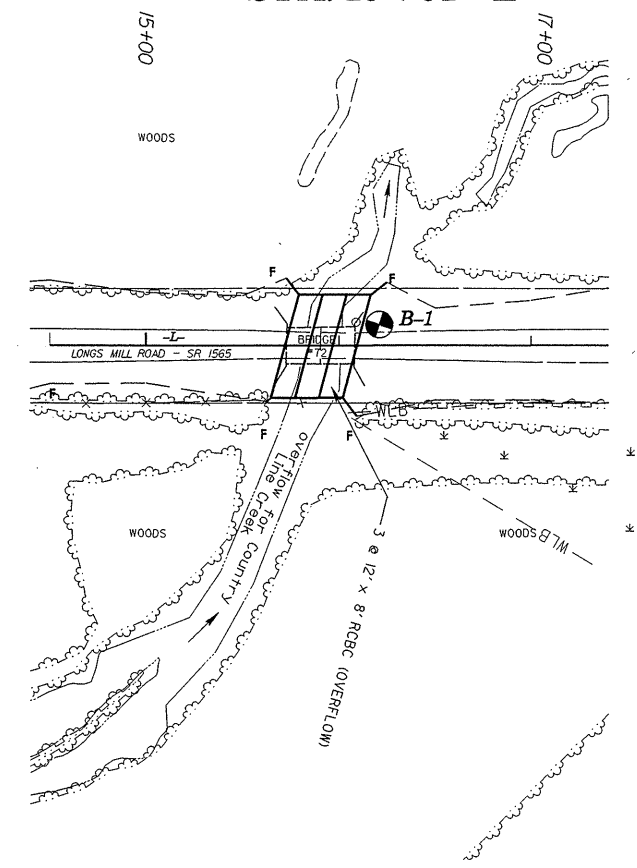 15+00
17+00
WOODS
F
F
B-1
-L-
BRIDGE
72
LONGS MILL ROAD - SR 1565
F
WLB
F
F
overflow for Country
Line Creek
WOODS
WOODS
WLB
3 @ 12' x 8' RCBC (OVERFLOW)